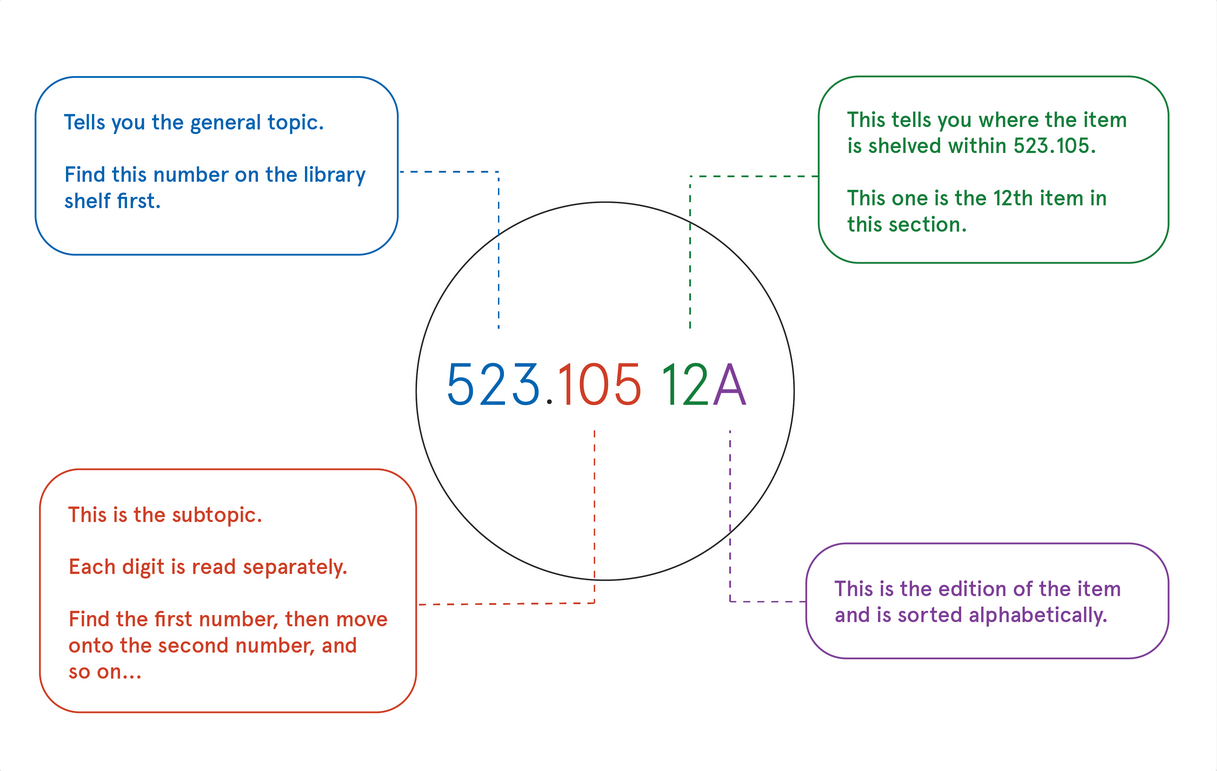 Tells you the general topic.
Find this number on the library
shelf first.
This tells you where the item
is shelved within 523.105.
This one is the 12th item in
this section.
523.105 12A
This is the subtopic.
Each digit is read separately.
Find the first number, then move
onto the second number, and
so on...
This is the edition of the item
and is sorted alphabetically.